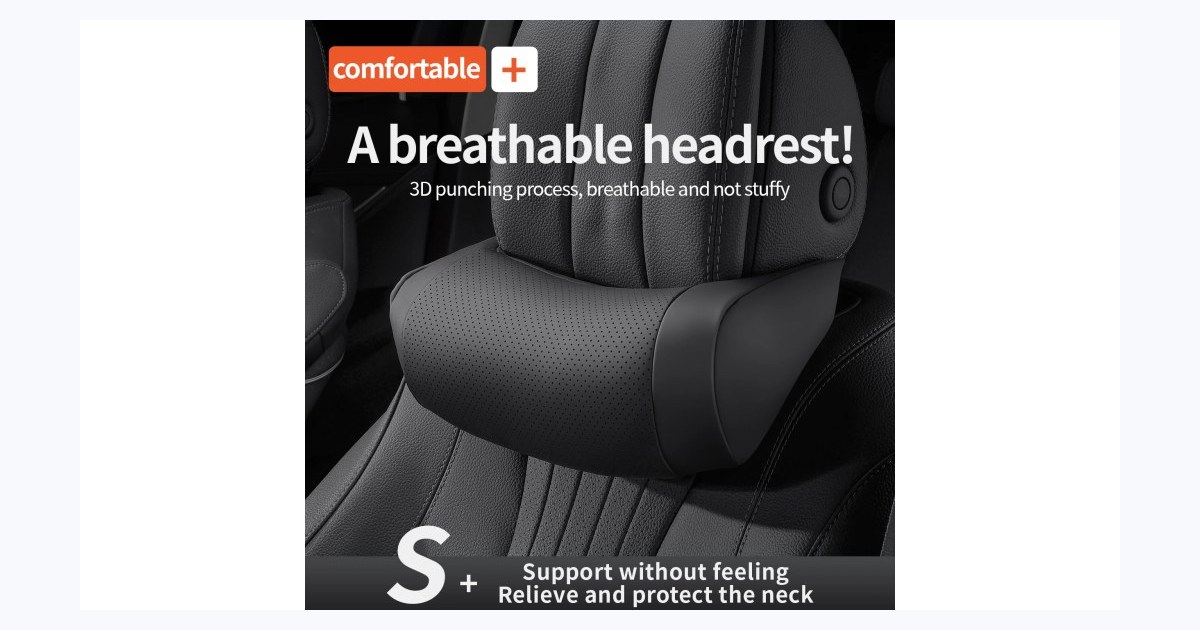 comfortable +
A breathable headrest!
3D punching process, breathable and not stuffy
S +
Support without feeling
Relieve and protect the neck